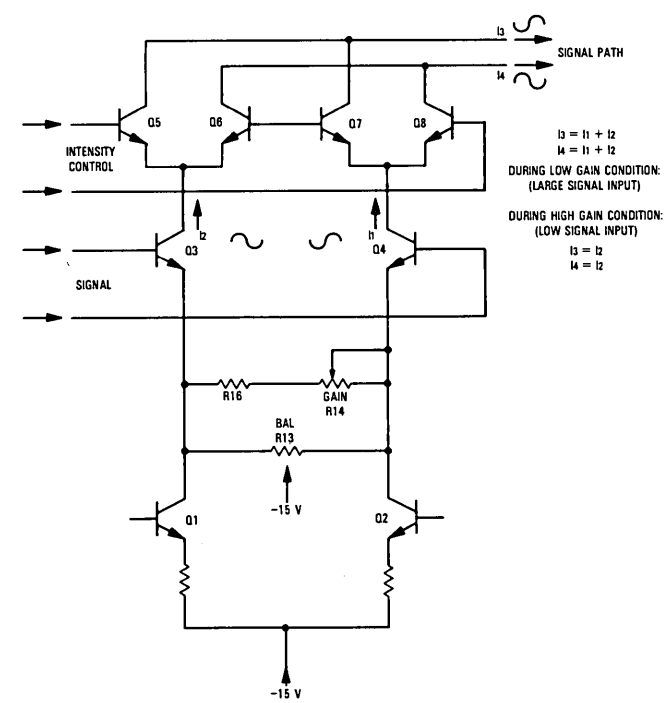 I3
SIGNAL PATH
I4
Q5
Q6
Q7
Q8
INTENSITY
CONTROL
I3 = I1 + I2
I4 = I1 + I2
DURING LOW GAIN CONDITION:
(LARGE SIGNAL INPUT)
I2
I1
DURING HIGH GAIN CONDITION:
(LOW SIGNAL INPUT)
I3 = I2
I4 = I2
Q3
Q4
SIGNAL
R16
GAIN
R14
BAL
R13
-15 V
Q1
Q2
-15 V